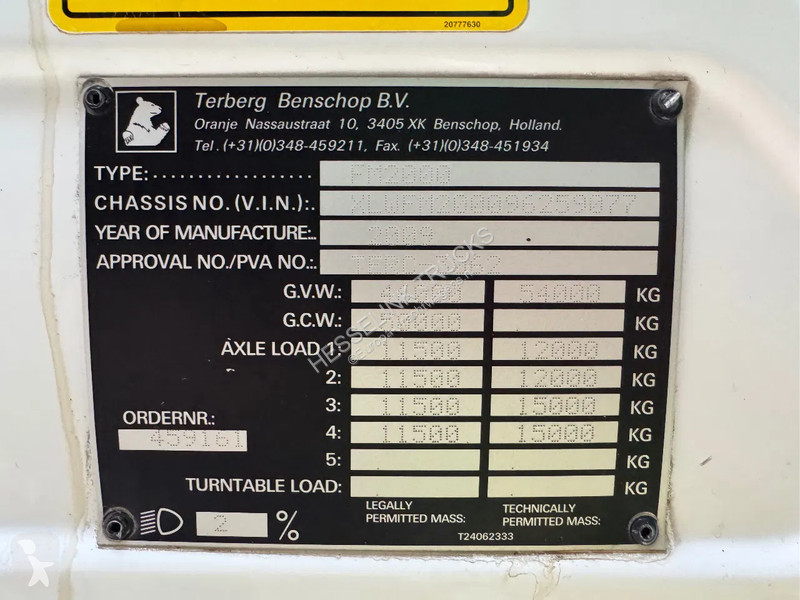 20777630
Terberg Benschop B.V.
Oranje Nassaustraat 10, 3405 XK Benschop, Holland.
Tel. (+31)(0)348-459211, Fax. (+31)(0)348-451934
TYPE:................. FM2000
CHASSIS NO. (V.I.N.):.
YEAR OF MANUFACTURE:.. 2009
APPROVAL NO./PVA NO.:.
G.V.W.: 54000 KG
G.C.W.: KG
AXLE LOAD 1: 11500 12000 KG
2: 11500 12000 KG
3: 11500 15000 KG
4: 11500 15000 KG
5: KG
TURNTABLE LOAD: KG
ORDERNR.:
459161
2 %
LEGALLY PERMITTED MASS:
TECHNICALLY PERMITTED MASS:
T24062333
HESSELINK TRUCKS